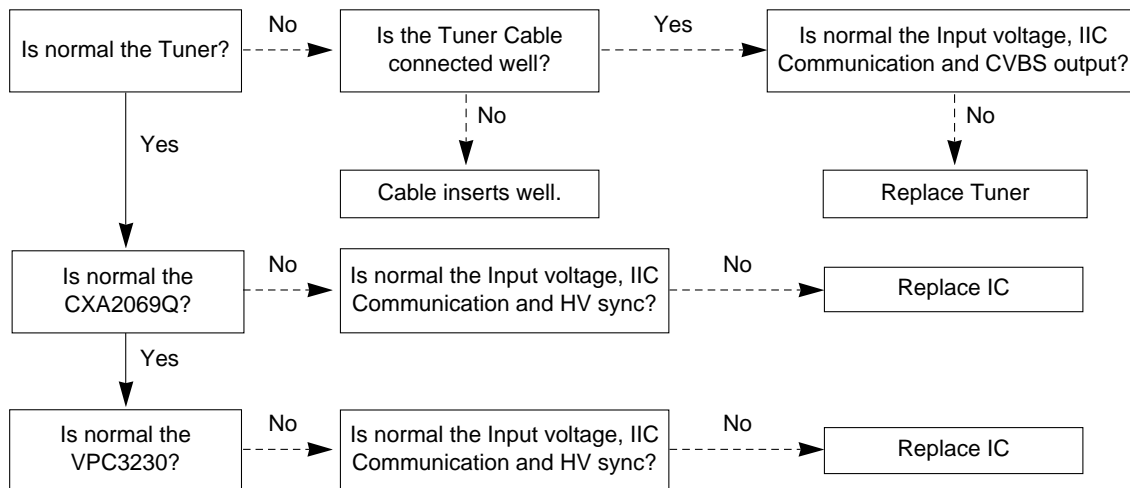 Is normal the Tuner?
No
Is the Tuner Cable
connected well?
Yes
Is normal the Input voltage, IIC
Communication and CVBS output?
Yes
No
No
Cable inserts well.
Replace Tuner
Is normal the
CXA2069Q?
No
Is normal the Input voltage, IIC
Communication and HV sync?
No
Replace IC
Yes
Is normal the
VPC3230?
No
Is normal the Input voltage, IIC
Communication and HV sync?
No
Replace IC